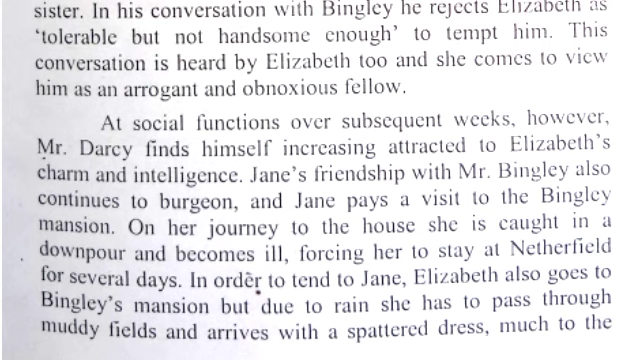 sister. In his conversation with Bingley he rejects Elizabeth as
‘tolerable but not handsome enough’ to tempt him. This
conversation is heard by Elizabeth too and she comes to view
him as an arrogant and obnoxious fellow.
At social functions over subsequent weeks, however,
Mr. Darcy finds himself increasing attracted to Elizabeth’s
charm and intelligence. Jane’s friendship with Mr. Bingley also
continues to burgeon, and Jane pays a visit to the Bingley
mansion. On her journey to the house she is caught in a
downpour and becomes ill, forcing her to stay at Netherfield
for several days. In order to tend to Jane, Elizabeth also goes to
Bingley’s mansion but due to rain she has to pass through
muddy fields and arrives with a spattered dress, much to the